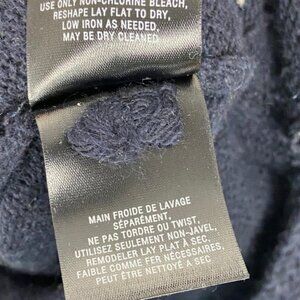 USE ONLY NON-CHLORINE BLEACH,
RESHAPE LAY FLAT TO DRY,
LOW IRON AS NEEDED,
MAY BE DRY CLEANED
MAIN FROIDE DE LAVAGE
SÉPARÉMENT,
NE PAS TORDRE OU TWIST,
UTILISER SEULEMENT NON-JAVEL,
REMODELER LAY PLAT À SEC,
FAIBLE COMME FER NÉCESSAIRE,
PEUT ÊTRE NETTOYÉ À SEC